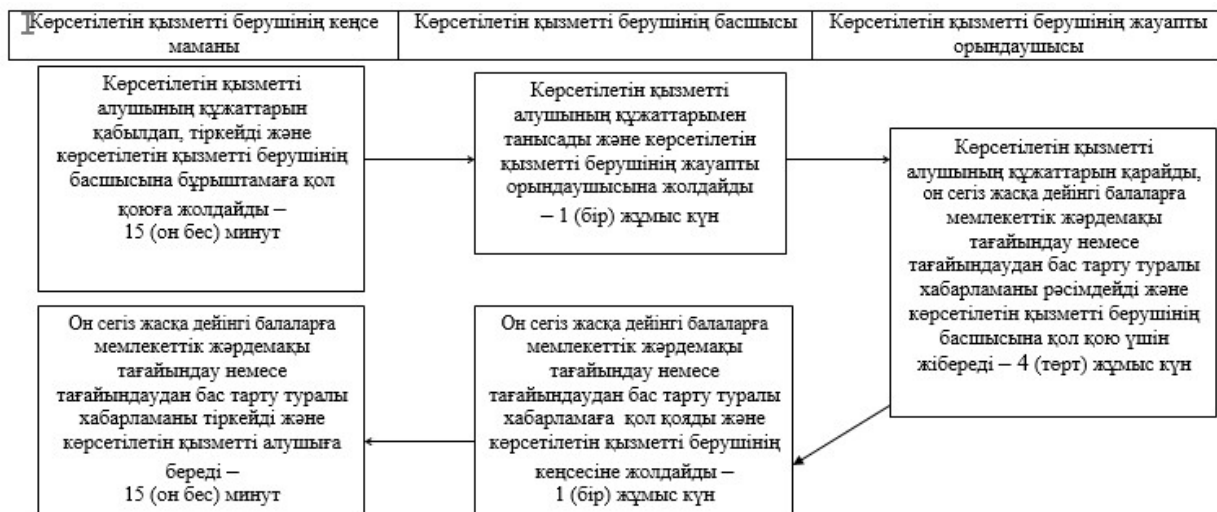 Көрсетілетін қызметті берушінің кеңсе
маманы
Көрсетілетін қызметті берушінің басшысы
Көрсетілетін қызметті берушінің жауапты
орындаушысы
Көрсетілетін қызметті
алушының құжаттарын
қабылдап, тіркейді және
көрсетілетін қызметті берушінің
басшысына бұрыштамаға қол
қоюға жолдайды –
15 (он бес) минут
Көрсетілетін қызметті
алушының құжаттарымен
танысады және көрсетілетін
қызметті берушінің жауапты
орындаушысына жолдайды
– 1 (бір) жұмыс күн
Көрсетілетін қызметті
алушының құжаттарын қарайды,
он сегіз жасқа дейінгі балаларға
мемлекеттік жәрдемақы
тағайындау немесе
тағайындаудан бас тарту туралы
хабарламаны рәсімдейді және
көрсетілетін қызметті берушінің
басшысына қол қою үшін
жібереді – 4 (төрт) жұмыс күн
Он сегіз жасқа дейінгі балаларға
мемлекеттік жәрдемақы
тағайындау немесе
тағайындаудан бас тарту туралы
хабарламаға қол қояды және
көрсетілетін қызметті берушінің
кеңсесіне жолдайды –
1 (бір) жұмыс күн
Он сегіз жасқа дейінгі балаларға
мемлекеттік жәрдемақы
тағайындау немесе
тағайындаудан бас тарту туралы
хабарламаны тіркейді және
көрсетілетін қызметті алушыға
береді –
15 (он бес) минут